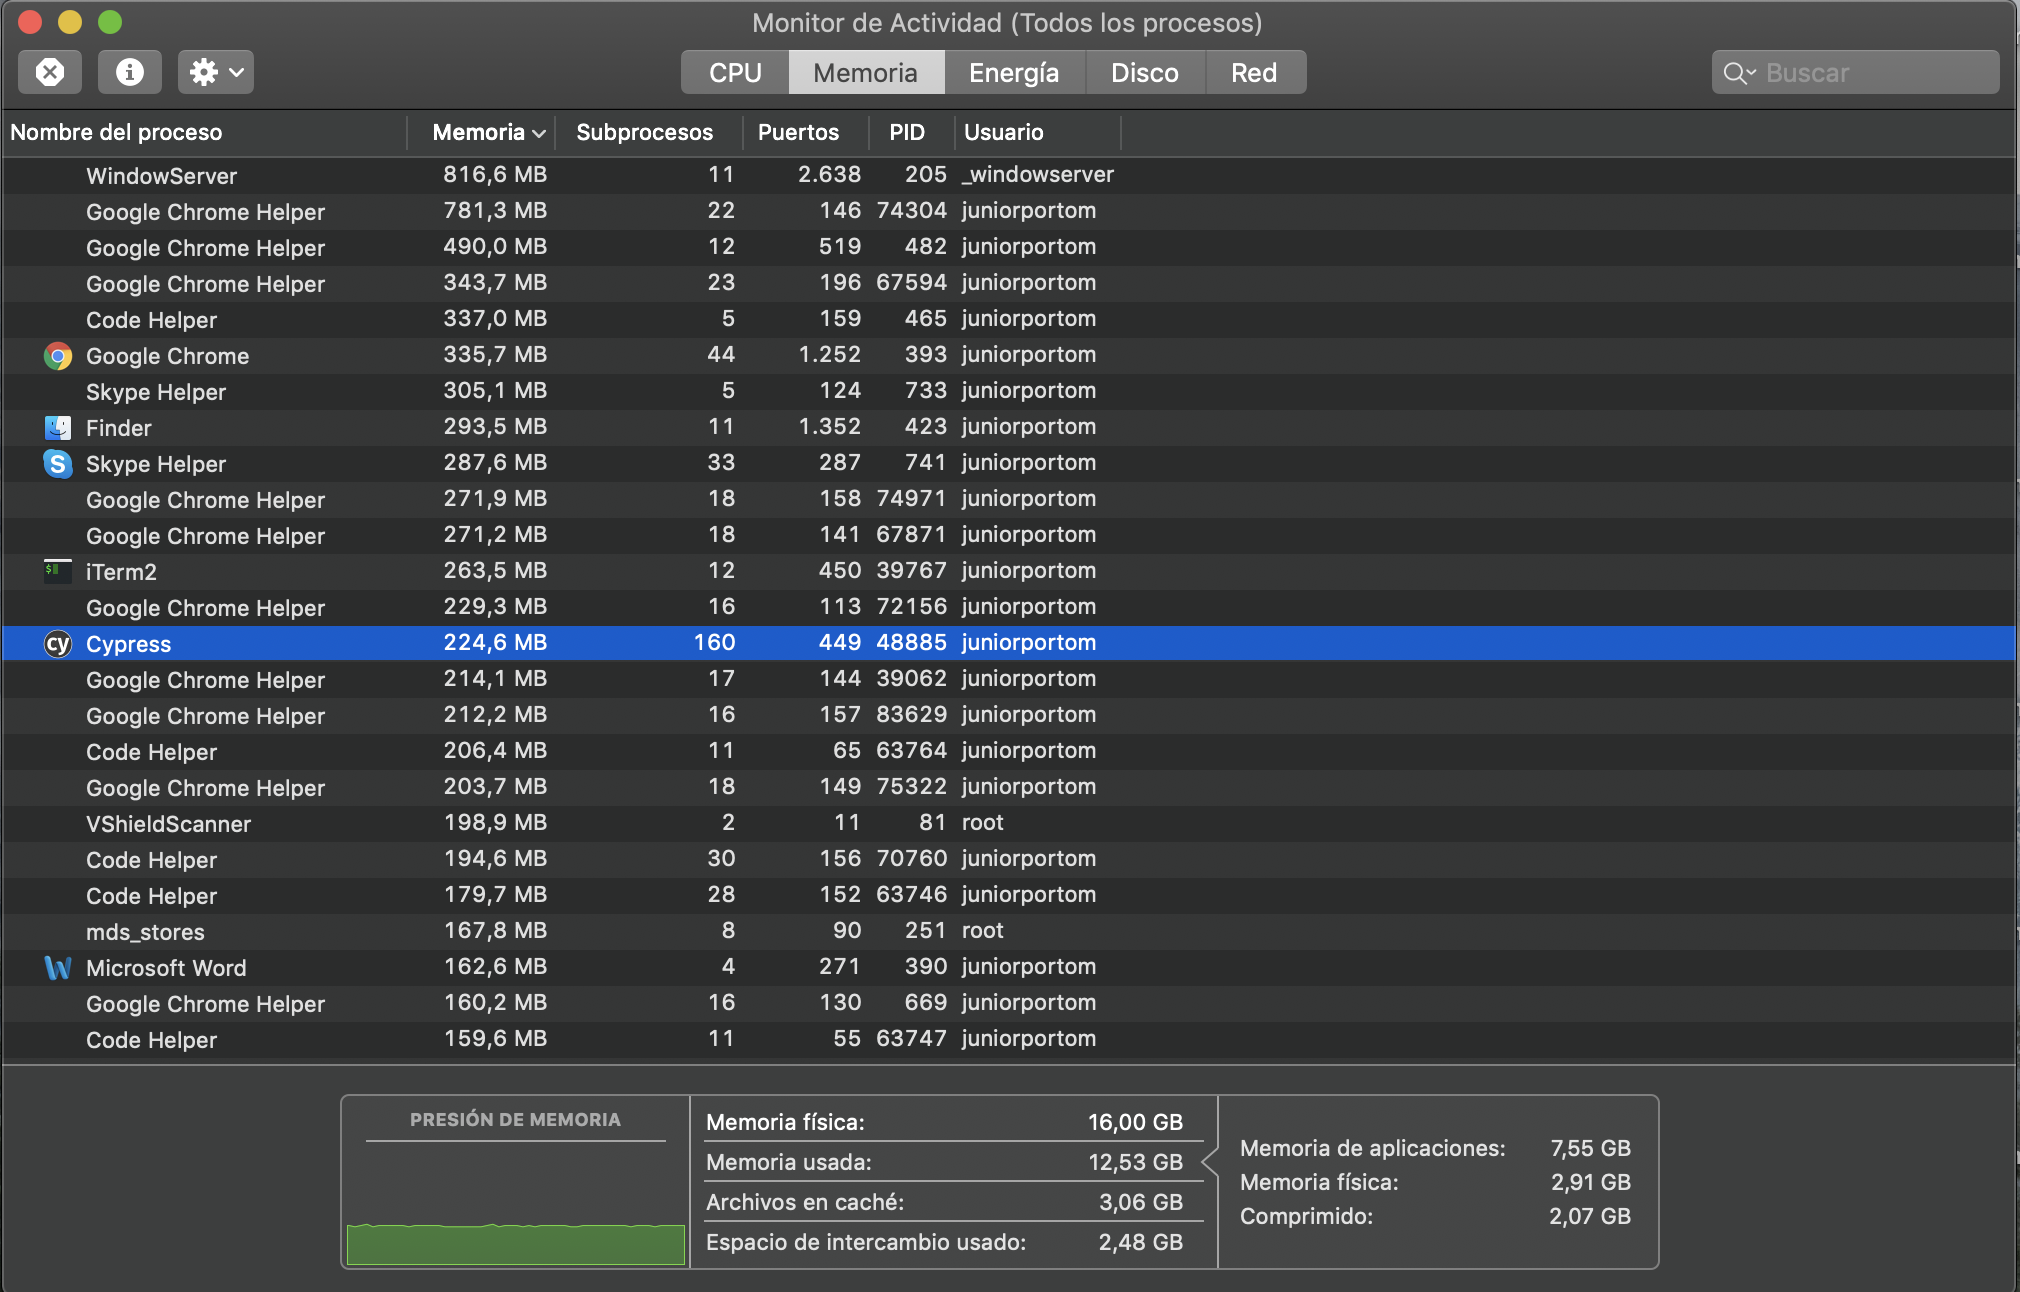 Monitor de Actividad (Todos los procesos)
CPU Memoria Energía Disco Red Buscar
Nombre del proceso Memoria Subprocesos Puertos PID Usuario
WindowServer 816,6 MB 11 2.638 205 _windowserver
Google Chrome Helper 781,3 MB 22 146 74304 juniorportom
Google Chrome Helper 490,0 MB 12 519 482 juniorportom
Google Chrome Helper 343,7 MB 23 196 67594 juniorportom
Code Helper 337,0 MB 5 159 465 juniorportom
Google Chrome 335,7 MB 44 1.252 393 juniorportom
Skype Helper 305,1 MB 5 124 733 juniorportom
Finder 293,5 MB 11 1.352 423 juniorportom
S Skype Helper 287,6 MB 33 287 741 juniorportom
Google Chrome Helper 271,9 MB 18 158 74971 juniorportom
Google Chrome Helper 271,2 MB 18 141 67871 juniorportom
$ iTerm2 263,5 MB 12 450 39767 juniorportom
Google Chrome Helper 229,3 MB 16 113 72156 juniorportom
cy Cypress 224,6 MB 160 449 48885 juniorportom
Google Chrome Helper 214,1 MB 17 144 39062 juniorportom
Google Chrome Helper 212,2 MB 16 157 83629 juniorportom
Code Helper 206,4 MB 11 65 63764 juniorportom
Google Chrome Helper 203,7 MB 18 149 75322 juniorportom
VShieldScanner 198,9 MB 2 11 81 root
Code Helper 194,6 MB 30 156 70760 juniorportom
Code Helper 179,7 MB 28 152 63746 juniorportom
mds_stores 167,8 MB 8 90 251 root
W Microsoft Word 162,6 MB 4 271 390 juniorportom
Google Chrome Helper 160,2 MB 16 130 669 juniorportom
Code Helper 159,6 MB 11 55 63747 juniorportom
PRESIÓN DE MEMORIA
Memoria física: 16,00 GB
Memoria usada: 12,53 GB
Archivos en caché: 3,06 GB
Espacio de intercambio usado: 2,48 GB
Memoria de aplicaciones: 7,55 GB
Memoria física: 2,91 GB
Comprimido: 2,07 GB